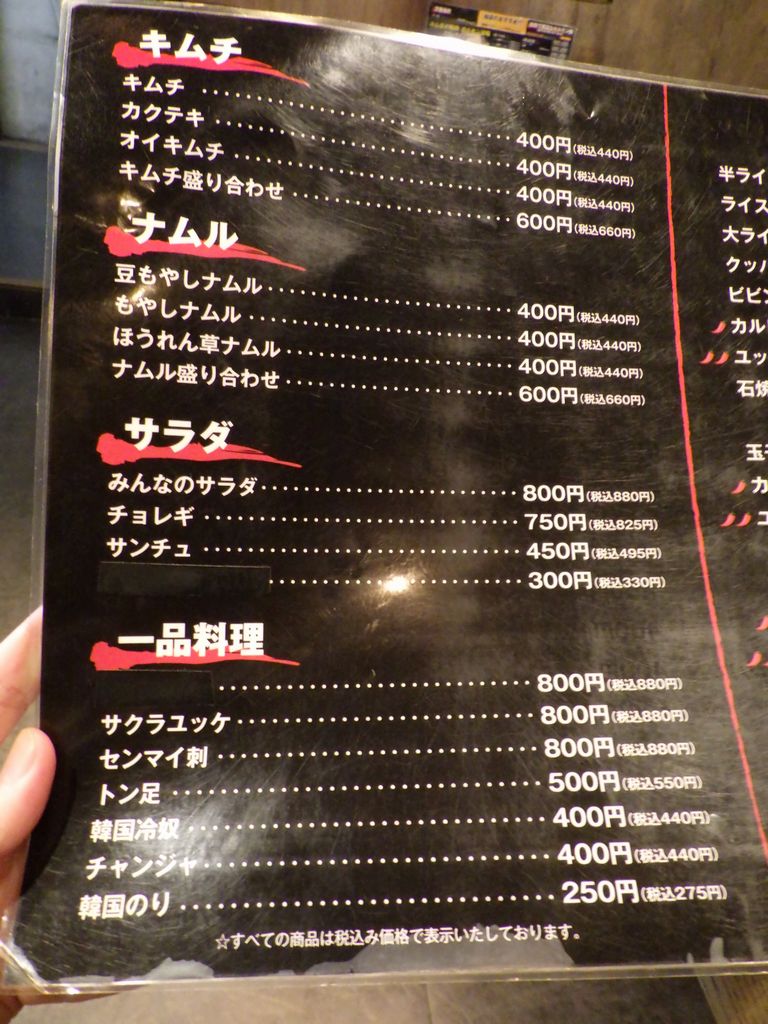 キムチ
キムチ 400円(税込440円)
カクテキ 400円(税込440円)
オイキムチ 400円(税込440円)
キムチ盛り合わせ 600円(税込660円)
ナムル
豆もやしナムル 400円(税込440円)
もやしナムル 400円(税込440円)
ほうれん草ナムル 400円(税込440円)
ナムル盛り合わせ 600円(税込660円)
サラダ
みんなのサラダ 800円(税込880円)
チョレギ 750円(税込825円)
サンチュ 450円(税込495円)
300円(税込330円)
一品料理
800円(税込880円)
サクラユッケ 800円(税込880円)
センマイ刺 800円(税込880円)
トン足 500円(税込550円)
韓国冷奴 400円(税込440円)
チャンジャ 400円(税込440円)
韓国のり 250円(税込275円)
☆すべての商品は税込み価格で表示いたしております。
半ライ
ライス
大ライ
クッ
ビビン
カル
ユッ
石焼
玉
カ